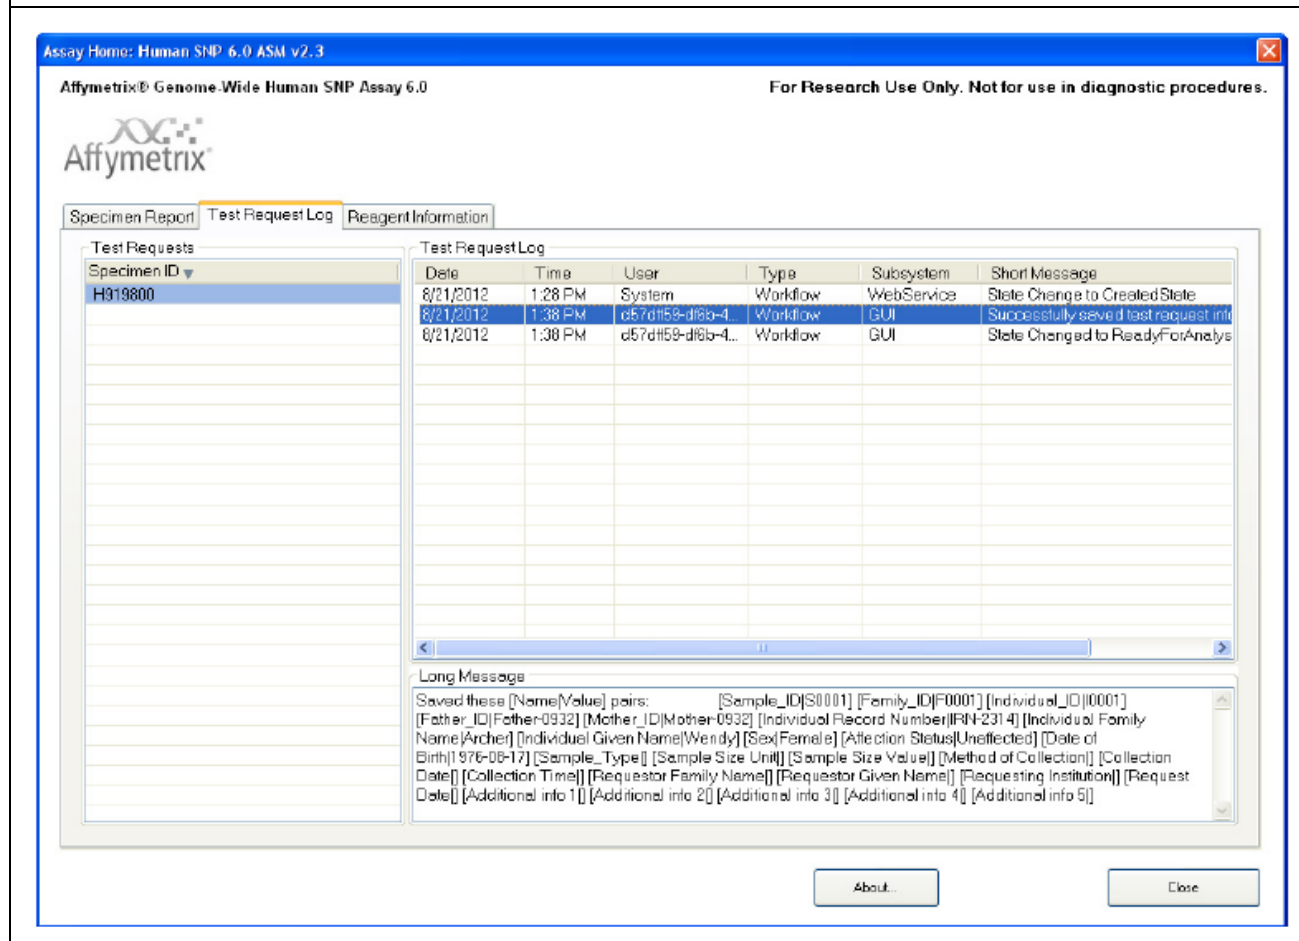 Assay Home: Human SNP 6.0 ASM v2.3
Affymetrix® Genome-Wide Human SNP Assay 6.0
For Research Use Only. Not for use in diagnostic procedures.
Affymetrix
Specimen Report
Test Request Log
Reagent Information
Test Requests
Specimen ID
H919800
Test Request Log
Date Time User Type Subsystem Short Message
8/21/2012 1:28 PM System Workflow WebService State Change to CreatedState
8/21/2012 1:38 PM Workflow GUI Successfully saved test request info
8/21/2012 1:38 PM Workflow GUI State Changed to ReadyForAnalys
Long Message
Saved these [Name|Value] pairs: [Sample_ID|S0001] [Family_ID|F0001] [Individual_ID|I0001]
[Father_ID|Father-0932] [Mother_ID|Mother-0932] [Individual Record Number|IRN-2314] [Individual Family
Name|Archer] [Individual Given Name|Wendy] [Sex|Female] [Affection Status|Unaffected] [Date of
Birth|1976-06-17] [Sample_Type|] [Sample Size Unit|] [Sample Size Value|] [Method of Collection|] [Collection
Date|] [Collection Time|] [Requestor Family Name|] [Requestor Given Name|] [Requesting Institution|] [Request
Date|] [Additional info 1|] [Additional info 2|] [Additional info 3|] [Additional info 4|] [Additional info 5|]
About...
Close